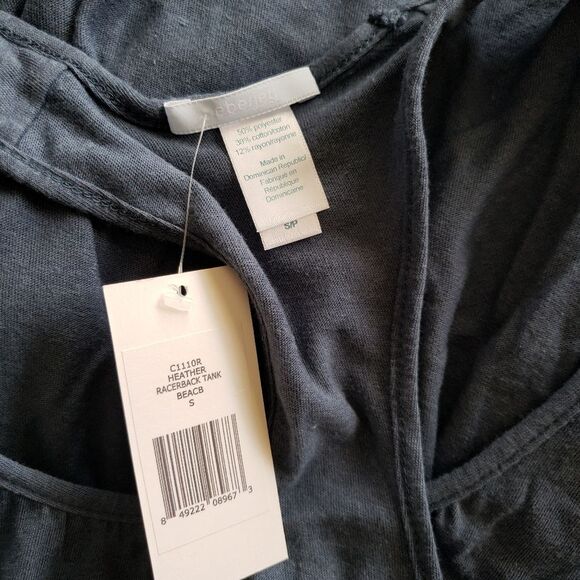 50% polyester
38% cotton/coton
12% rayon/rayonne
Made in
Dominican Republic/
Fabriqué en
République
Dominicaine
S/P
C1110R
HEATHER
RACERBACK TANK
BEACB
S
8 49222 08967 3